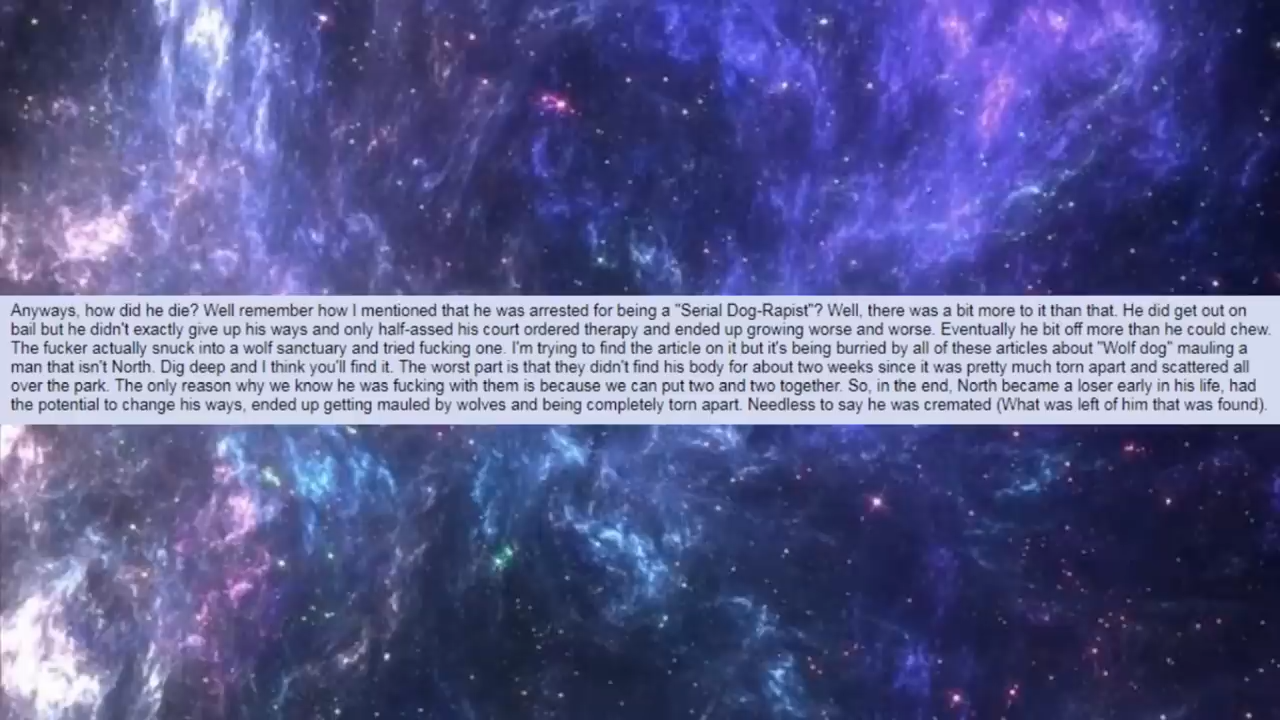 Anyways, how did he die? Well remember how I mentioned that he was arrested for being a "Serial Dog-Rapist"? Well, there was a bit more to it than that. He did get out on
bail but he didn't exactly give up his ways and only half-assed his court ordered therapy and ended up growing worse and worse. Eventually he bit off more than he could chew.
The fucker actually snuck into a wolf sanctuary and tried fucking one. I'm trying to find the article on it but it's being burried by all of these articles about "Wolf dog" mauling a
man that isn't North. Dig deep and I think you'll find it. The worst part is that they didn't find his body for about two weeks since it was pretty much torn apart and scattered all
over the park. The only reason why we know he was fucking with them is because we can put two and two together. So, in the end, North became a loser early in his life, had
the potential to change his ways, ended up getting mauled by wolves and being completely torn apart. Needless to say he was cremated (What was left of him that was found).